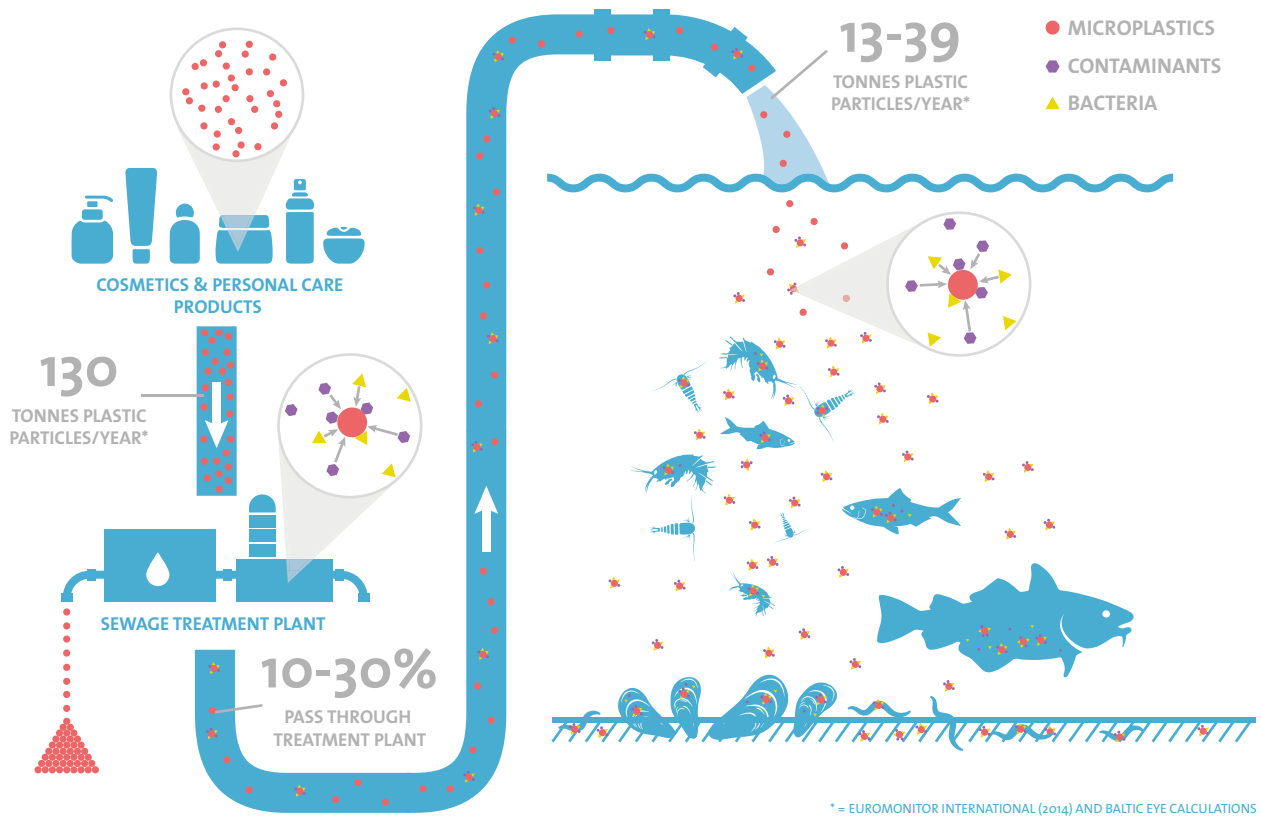 13-39
TONNES PLASTIC
PARTICLES/YEAR*
MICROPLASTICS
CONTAMINANTS
BACTERIA
COSMETICS & PERSONAL CARE
PRODUCTS
130
TONNES PLASTIC
PARTICLES/YEAR*
SEWAGE TREATMENT PLANT
10-30%
PASS THROUGH
TREATMENT PLANT
* = EUROMONITOR INTERNATIONAL (2014) AND BALTIC EYE CALCULATIONS